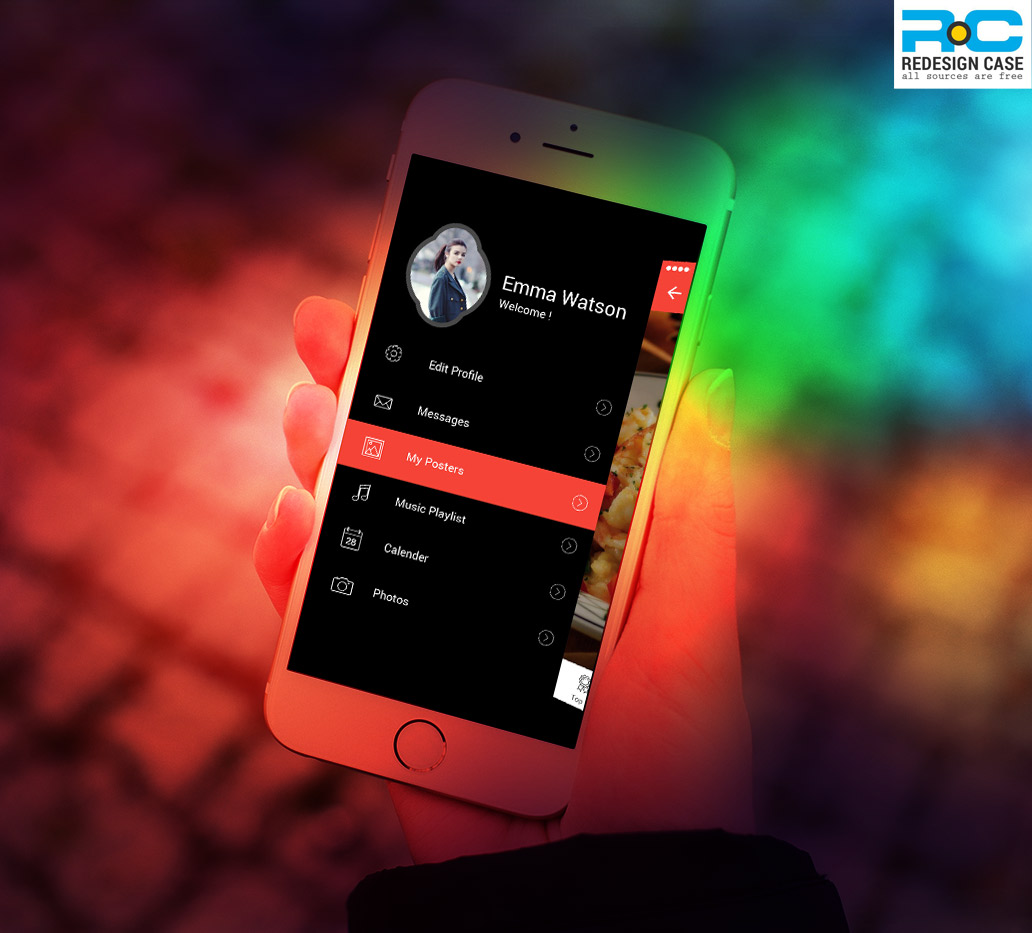 RC
REDESIGN CASE
all sources are free
Emma Watson
Welcome !
Edit Profile
Messages
My Posters
Music Playlist
28
Calender
Photos
Top